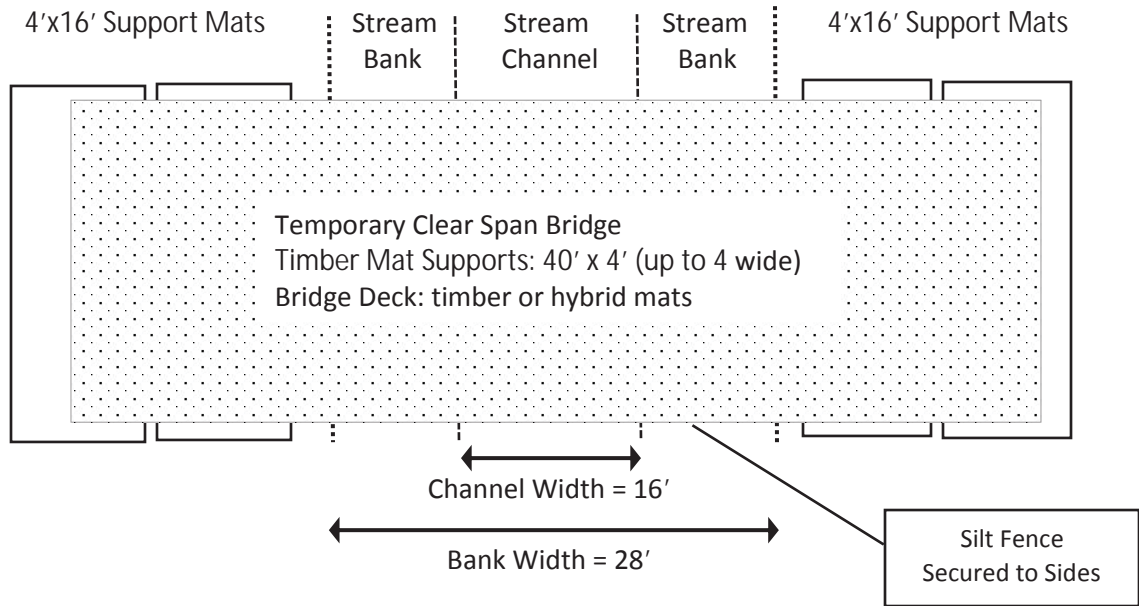 4′x16′ Support Mats
Stream
Bank
Stream
Channel
Stream
Bank
4′x16′ Support Mats
Temporary Clear Span Bridge
Timber Mat Supports: 40′ x 4′ (up to 4 wide)
Bridge Deck: timber or hybrid mats
Channel Width = 16′
Bank Width = 28′
Silt Fence
Secured to Sides